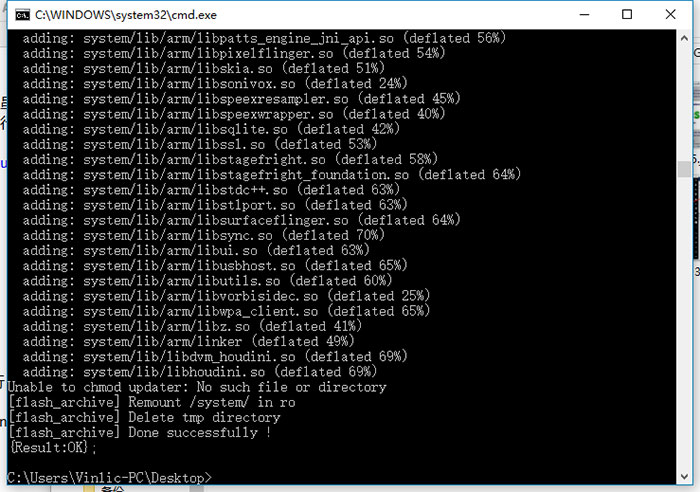 C:\WINDOWS\system32\cmd.exe
adding: system/lib/arm/libpatts_engine_jni_api.so (deflated 56%)
adding: system/lib/arm/libpixelflinger.so (deflated 54%)
adding: system/lib/arm/libskia.so (deflated 51%)
adding: system/lib/arm/libsonivox.so (deflated 24%)
adding: system/lib/arm/libspeexresampler.so (deflated 45%)
adding: system/lib/arm/libspeexwrapper.so (deflated 40%)
adding: system/lib/arm/libsqlite.so (deflated 42%)
adding: system/lib/arm/libssl.so (deflated 53%)
adding: system/lib/arm/libstagefright.so (deflated 58%)
adding: system/lib/arm/libstagefright_foundation.so (deflated 64%)
adding: system/lib/arm/libstdc++.so (deflated 63%)
adding: system/lib/arm/libstlport.so (deflated 63%)
adding: system/lib/arm/libsurfaceflinger.so (deflated 64%)
adding: system/lib/arm/libsync.so (deflated 70%)
adding: system/lib/arm/libui.so (deflated 63%)
adding: system/lib/arm/libusbhost.so (deflated 65%)
adding: system/lib/arm/libutils.so (deflated 60%)
adding: system/lib/arm/libvorbisidec.so (deflated 25%)
adding: system/lib/arm/libwpa_client.so (deflated 65%)
adding: system/lib/arm/libz.so (deflated 41%)
adding: system/lib/arm/linker (deflated 49%)
adding: system/lib/libdvm_houdini.so (deflated 69%)
adding: system/lib/libhoudini.so (deflated 69%)
Unable to chmod updater: No such file or directory
[flash_archive] Remount /system/ in ro
[flash_archive] Delete tmp directory
[flash_archive] Done successfully !
{Result:OK};
C:\Users\Vinlic-PC\Desktop>